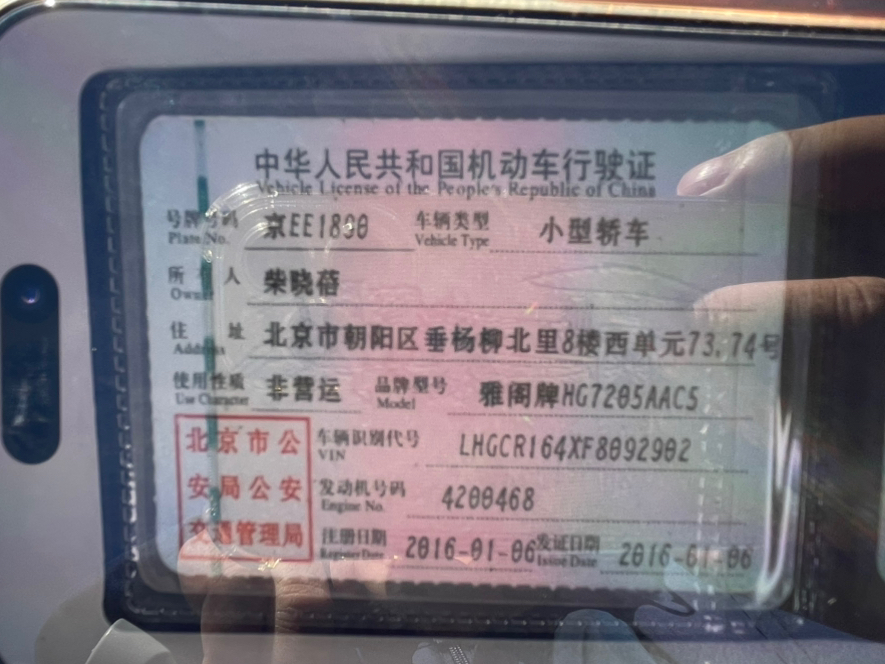 中华人民共和国机动车行驶证
Vehicle License of the People's Republic of China
号牌号码 京EE1890 车辆类型 小型轿车
Plate No. Vehicle Type
所有人 柴晓蓓
Owner
住址 北京市朝阳区垂杨柳北里8楼西单元73,74号
Address
使用性质 非营运 品牌型号 雅阁牌HG7205AAC5
Use Character Model
北京市公 车辆识别代号 LHGCR164XF8092902
VIN
安局公安 发动机号码 4200468
Engine No.
交通管理局 注册日期 2016-01-06 发证日期 2016-01-06
Register Date Issue Date